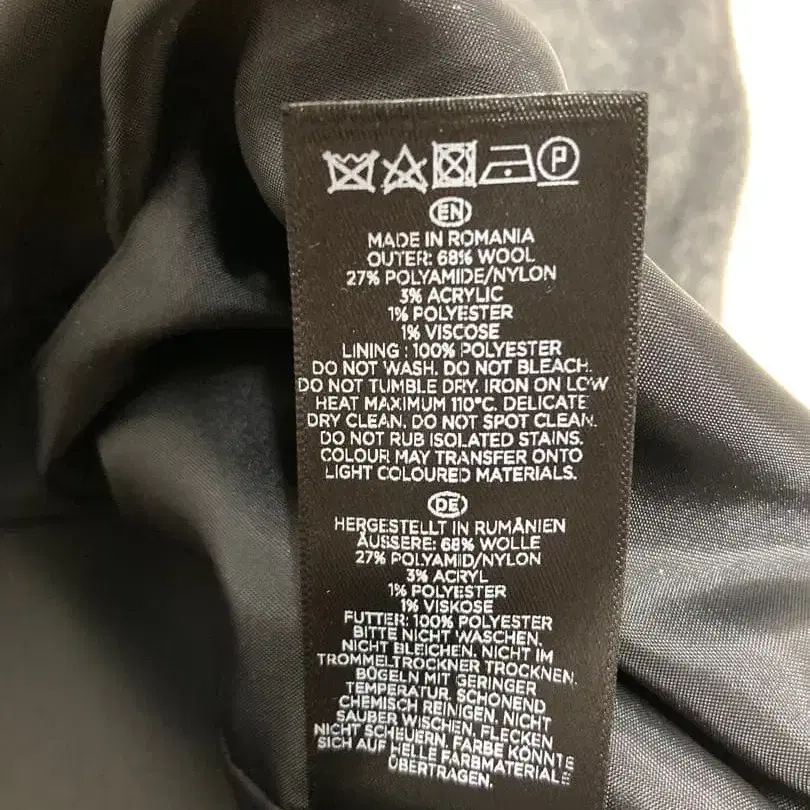 P
EN
MADE IN ROMANIA
OUTER: 68% WOOL
27% POLYAMIDE/NYLON
3% ACRYLIC
1% POLYESTER
1% VISCOSE
LINING : 100% POLYESTER
DO NOT WASH. DO NOT BLEACH.
DO NOT TUMBLE DRY. IRON ON LOW
HEAT MAXIMUM 110°C. DELICATE
DRY CLEAN. DO NOT SPOT CLEAN.
DO NOT RUB ISOLATED STAINS.
COLOUR MAY TRANSFER ONTO
LIGHT COLOURED MATERIALS.
DE
HERGESTELLT IN RUMÄNIEN
ÄUSSERE: 68% WOLLE
27% POLYAMID/NYLON
3% ACRYL
1% POLYESTER
1% VISKOSE
FUTTER: 100% POLYESTER
BITTE NICHT WASCHEN.
NICHT BLEICHEN. NICHT IM
TROMMELTROCKNER TROCKNEN.
BÜGELN MIT GERINGER
TEMPERATUR. SCHONEND
CHEMISCH REINIGEN. NICHT
SAUBER WISCHEN. FLECKEN
NICHT SCHEUERN. FARBE KÖNNTE
SICH AUF HELLE FARBMATERIALE
ÜBERTRAGEN.